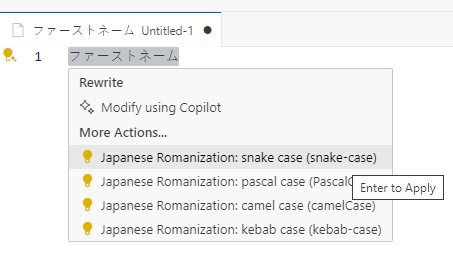 ファーストネーム Untitled-1
1 ファーストネーム
Rewrite
Modify using Copilot
More Actions...
Japanese Romanization: snake case (snake-case)
Japanese Romanization: pascal case (PascalC
Enter to Apply
Japanese Romanization: camel case (camelCase)
Japanese Romanization: kebab case (kebab-case)